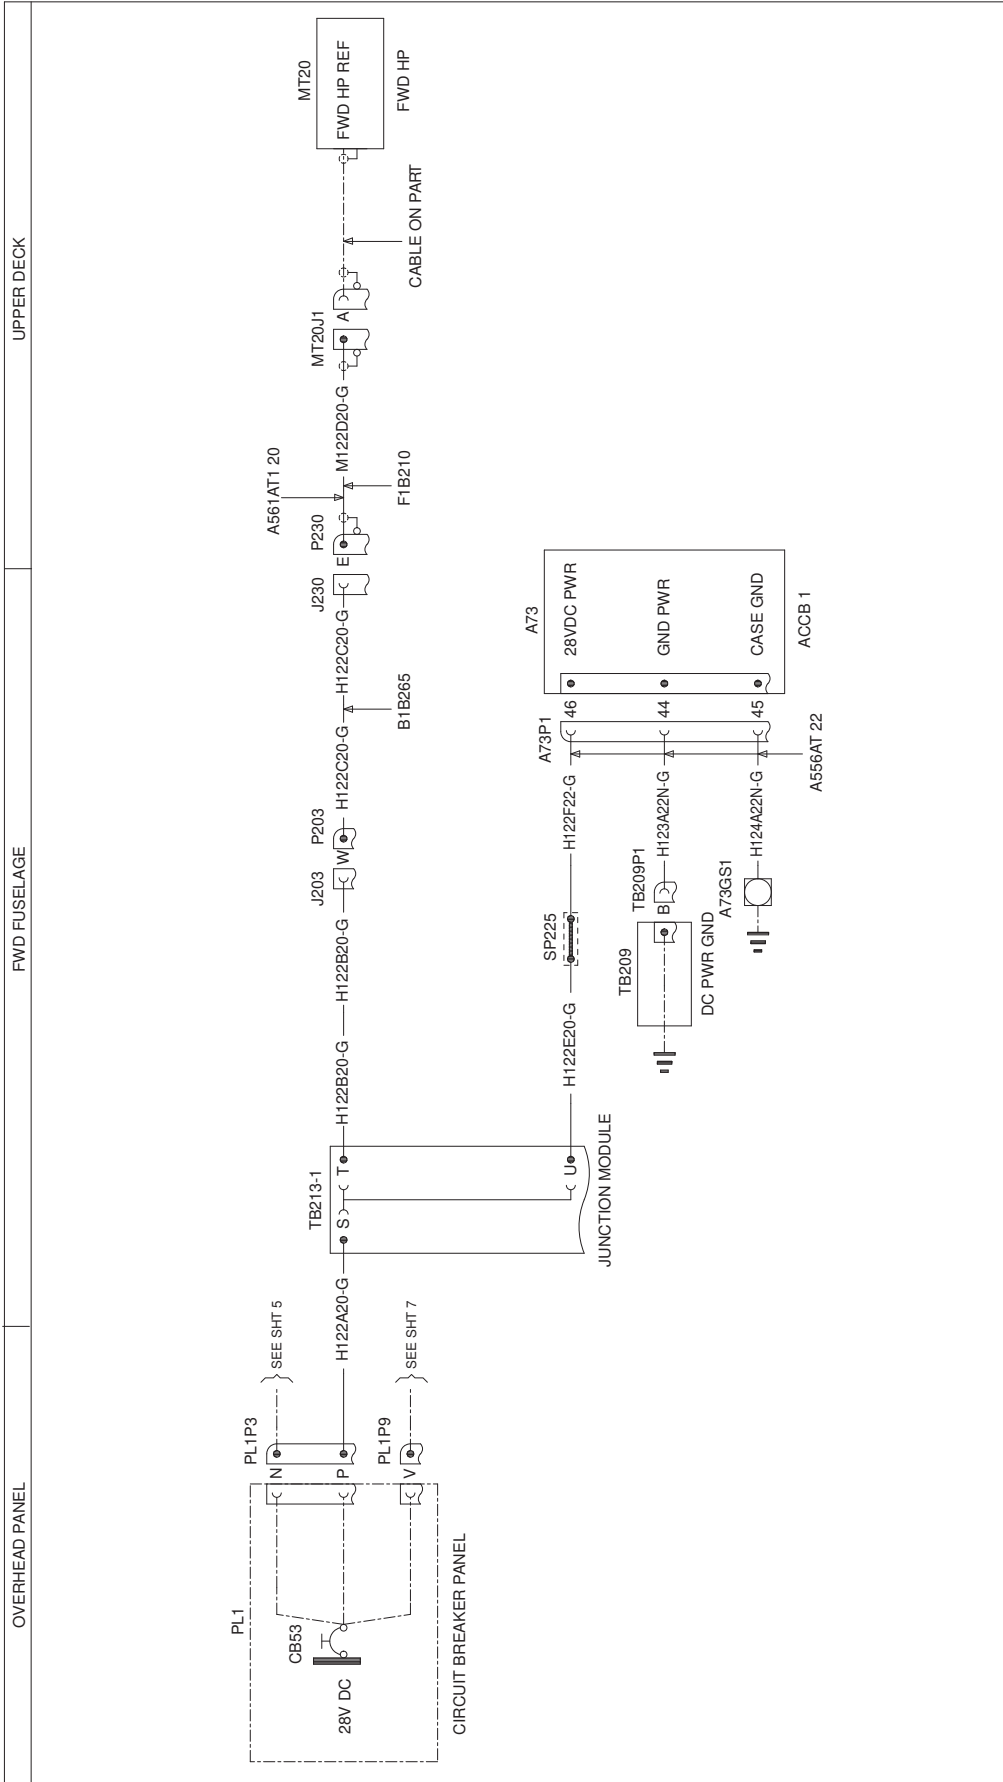 OVERHEAD PANEL
FWD FUSELAGE
UPPER DECK
PL1
CB53
28V DC
CIRCUIT BREAKER PANEL
PL1P3
N
P
PL1P9
V
SEE SHT 5
SEE SHT 7
H122A20-G
TB213-1
S
T
U
JUNCTION MODULE
H122B20-G
H122B20-G
J203
W
P203
H122C20-G
B1B265
H122C20-G
J230
E
P230
A561AT1 20
F1B210
M122D20-G
MT20J1
A
CABLE ON PART
MT20
FWD HP REF
FWD HP
H122E20-G
SP225
H122F22-G
A73P1
46
44
45
A73
28VDC PWR
GND PWR
CASE GND
ACCB 1
TB209
DC PWR GND
B
TB209P1
H123A22N-G
A73GS1
H124A22N-G
A556AT 22